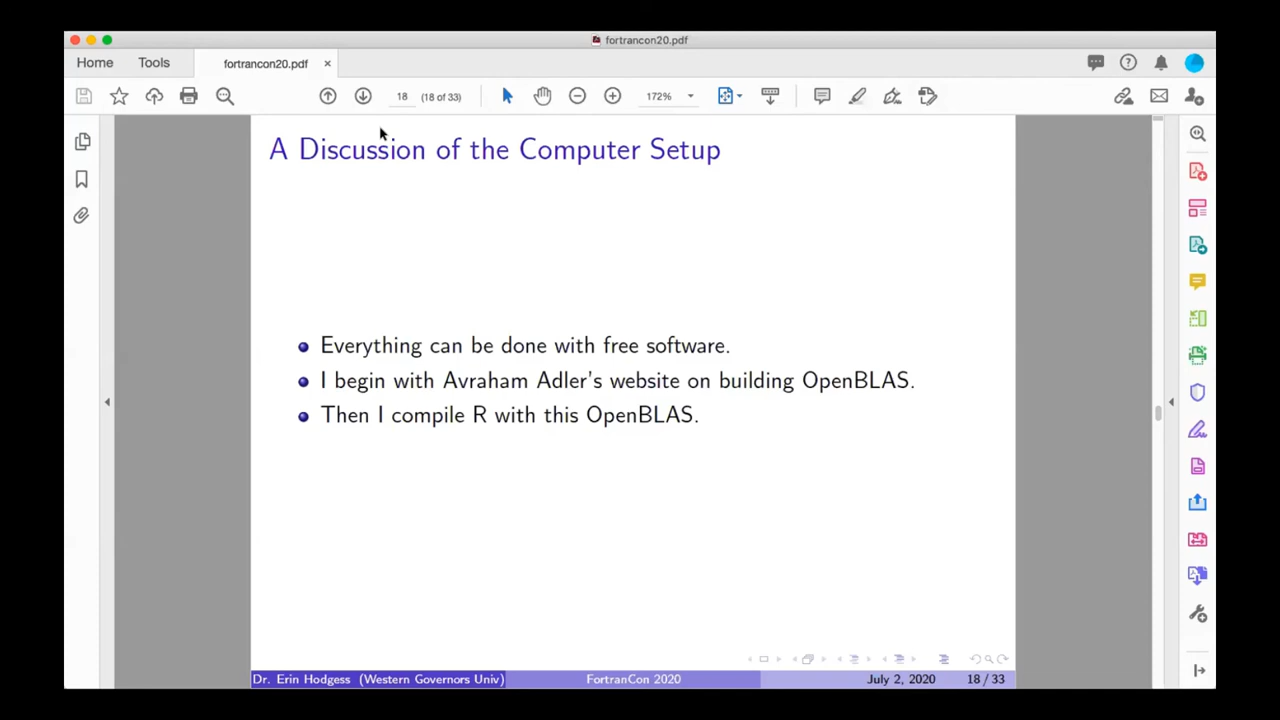 fortrancon20.pdf
Home Tools fortrancon20.pdf ×
18 (18 of 33) 172%
A Discussion of the Computer Setup
Everything can be done with free software.
I begin with Avraham Adler's website on building OpenBLAS.
Then I compile R with this OpenBLAS.
Dr. Erin Hodgess (Western Governors Univ) FortranCon 2020 July 2, 2020 18 / 33